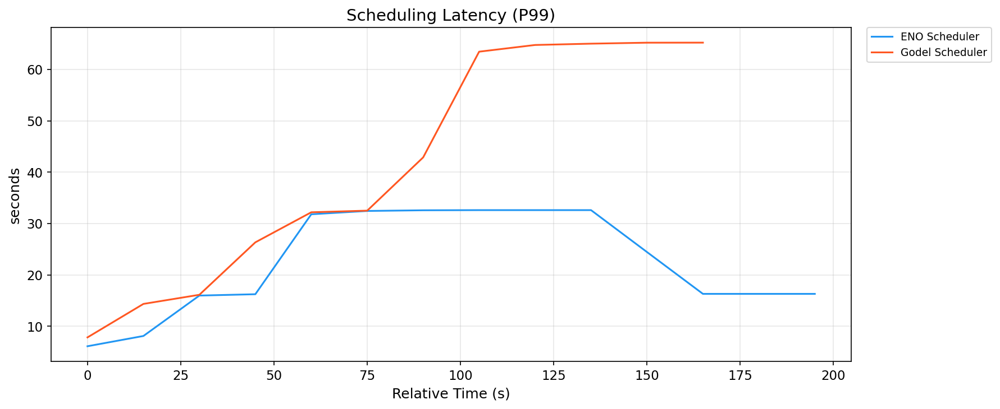 Scheduling Latency (P99)
ENO Scheduler
Godel Scheduler
seconds
60
50
40
30
20
10
0 25 50 75 100 125 150 175 200
Relative Time (s)